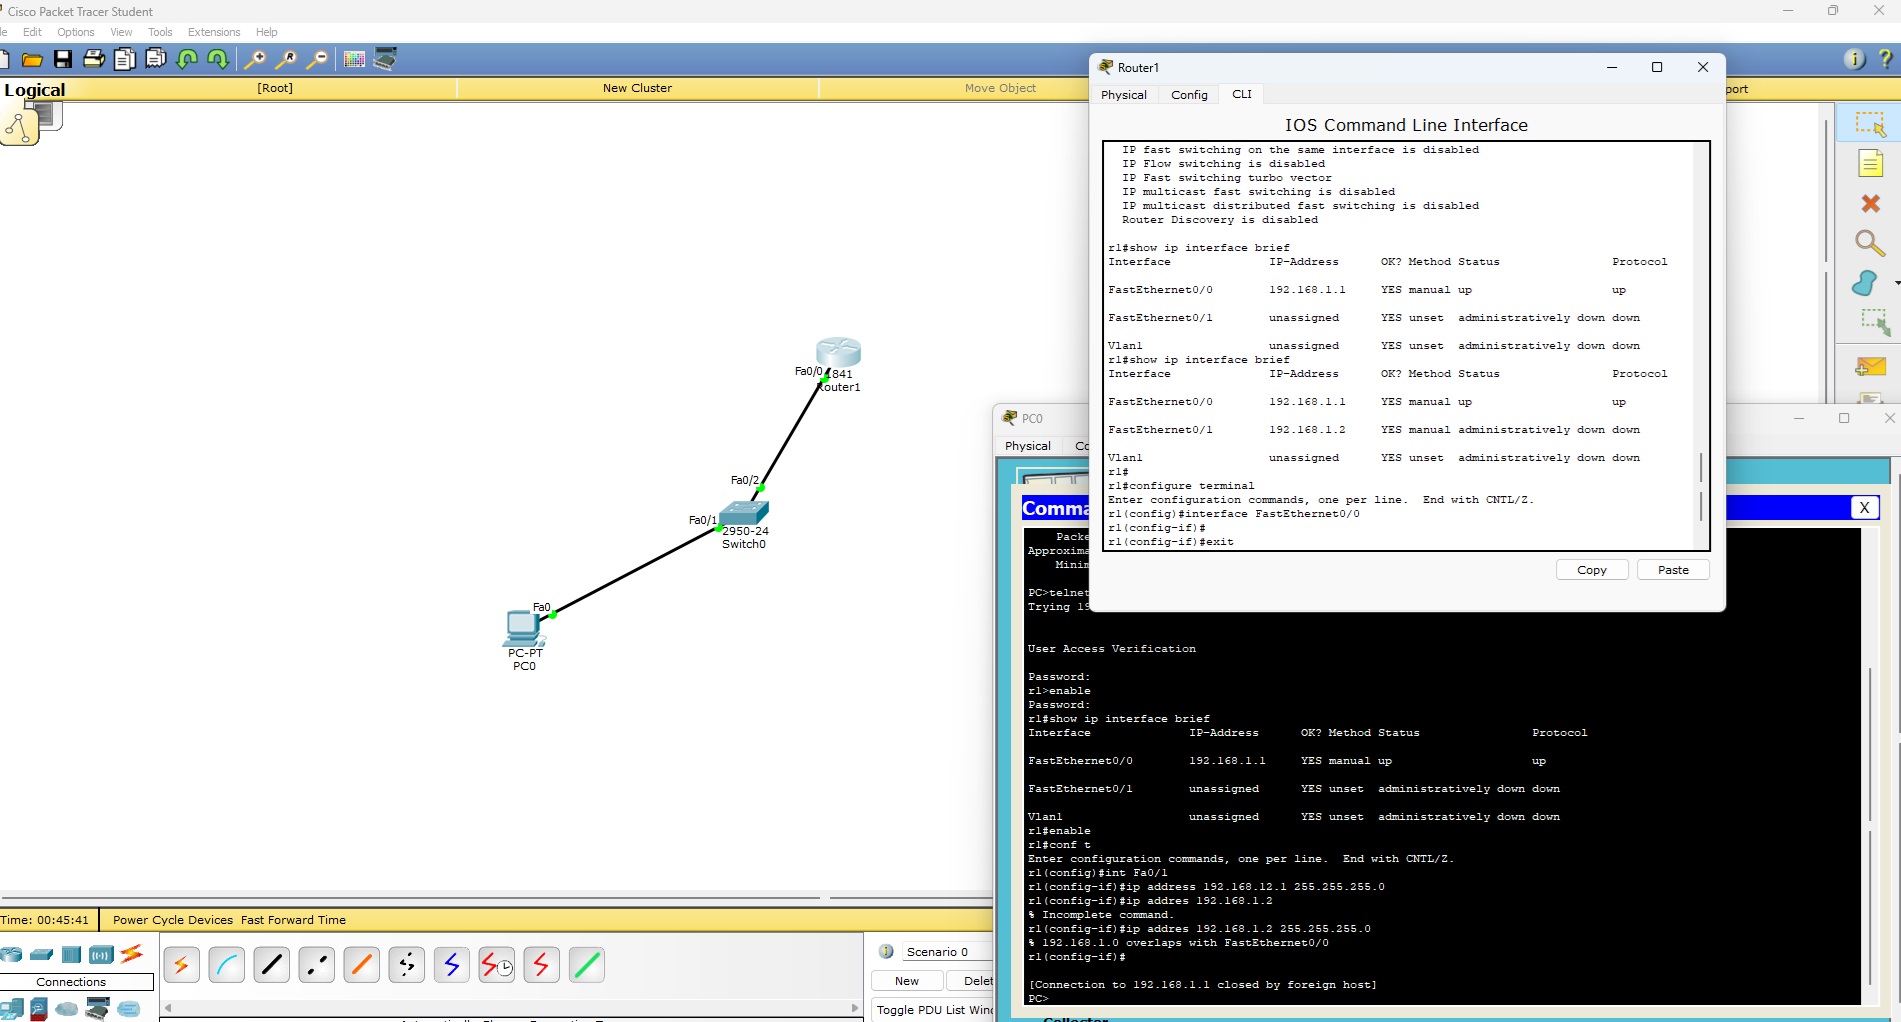 Cisco Packet Tracer Student
Edit Options View Tools Extensions Help
Logical [Root] New Cluster Move Object
Router1
Physical Config CLI
IOS Command Line Interface
IP fast switching on the same interface is disabled
IP Flow switching is disabled
IP Fast switching turbo vector
IP multicast fast switching is disabled
IP multicast distributed fast switching is disabled
Router Discovery is disabled
r1#show ip interface brief
Interface IP-Address OK? Method Status Protocol
FastEthernet0/0 192.168.1.1 YES manual up up
FastEthernet0/1 unassigned YES unset administratively down down
Vlan1 unassigned YES unset administratively down down
r1#show ip interface brief
Interface IP-Address OK? Method Status Protocol
FastEthernet0/0 192.168.1.1 YES manual up up
FastEthernet0/1 192.168.1.2 YES manual administratively down down
Vlan1 unassigned YES unset administratively down down
r1#
r1#configure terminal
Enter configuration commands, one per line. End with CNTL/Z.
r1(config)#interface FastEthernet0/0
r1(config-if)#
r1(config-if)#exit
Copy Paste
Fa0/0
1841
Router1
Fa0/2
Fa0/1
2950-24
Switch0
Fa0
PC-PT
PC0
PC0
Physical
X
PC>telnet
Trying
User Access Verification
Password:
r1>enable
Password:
r1#show ip interface brief
Interface IP-Address OK? Method Status Protocol
FastEthernet0/0 192.168.1.1 YES manual up up
FastEthernet0/1 unassigned YES unset administratively down down
Vlan1 unassigned YES unset administratively down down
r1#enable
r1#conf t
Enter configuration commands, one per line. End with CNTL/Z.
r1(config)#int Fa0/1
r1(config-if)#ip address 192.168.12.1 255.255.255.0
r1(config-if)#ip addres 192.168.1.2
% Incomplete command.
r1(config-if)#ip addres 192.168.1.2 255.255.255.0
% 192.168.1.0 overlaps with FastEthernet0/0
r1(config-if)#
[Connection to 192.168.1.1 closed by foreign host]
PC>
Time: 00:45:41 Power Cycle Devices Fast Forward Time
Connections
Scenario 0
New
Toggle PDU List